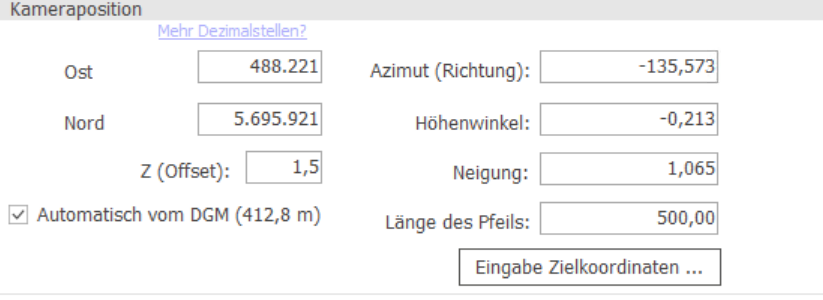 Kameraposition
Mehr Dezimalstellen?
Ost 488.221 Azimut (Richtung): -135,573
Nord 5.695.921 Höhenwinkel: -0,213
Z (Offset): 1,5 Neigung: 1,065
Automatisch vom DGM (412,8 m) Länge des Pfeils: 500,00
Eingabe Zielkoordinaten ...